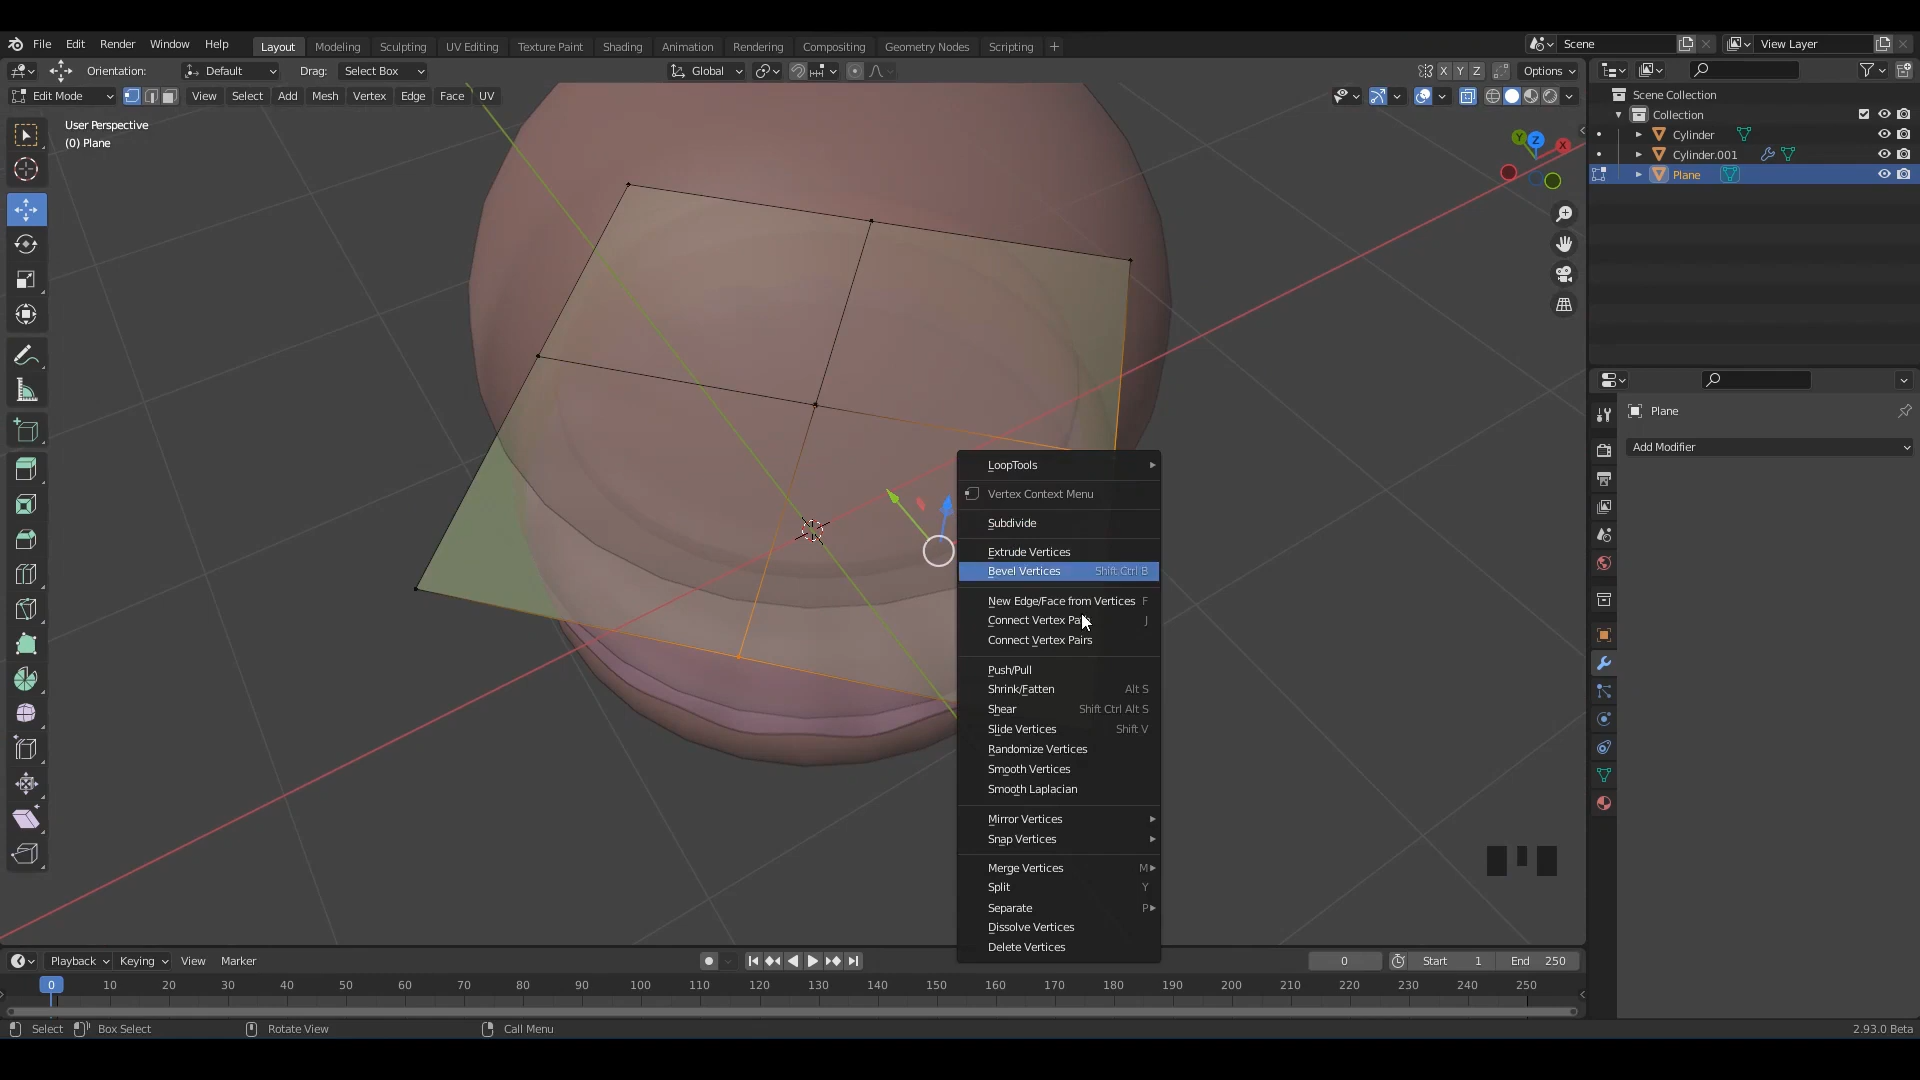 File Edit Render Window Help Layout Modeling Sculpting UV Editing Texture Paint Shading Animation Rendering Compositing Geometry Nodes Scripting + Scene View Layer
Orientation: Default Drag: Select Box Global X Y Z Options
Edit Mode View Select Add Mesh Vertex Edge Face UV
User Perspective
(0) Plane
Y Z X
Scene Collection
Collection
Cylinder
Cylinder.001
Plane
Plane
Add Modifier
LoopTools
Vertex Context Menu
Subdivide
Extrude Vertices
Bevel Vertices Shift Ctrl B
New Edge/Face from Vertices F
Connect Vertex Path J
Connect Vertex Pairs
Push/Pull
Shrink/Fatten Alt S
Shear Shift Ctrl Alt S
Slide Vertices Shift V
Randomize Vertices
Smooth Vertices
Smooth Laplacian
Mirror Vertices
Snap Vertices
Merge Vertices M
Split Y
Separate P
Dissolve Vertices
Delete Vertices
Playback Keying View Marker 0 Start 1 End 250
0 10 20 30 40 50 60 70 80 90 100 110 120 130 140 150 160 170 180 190 200 210 220 230 240 250
Select Box Select Rotate View Call Menu 2.93.0 Beta